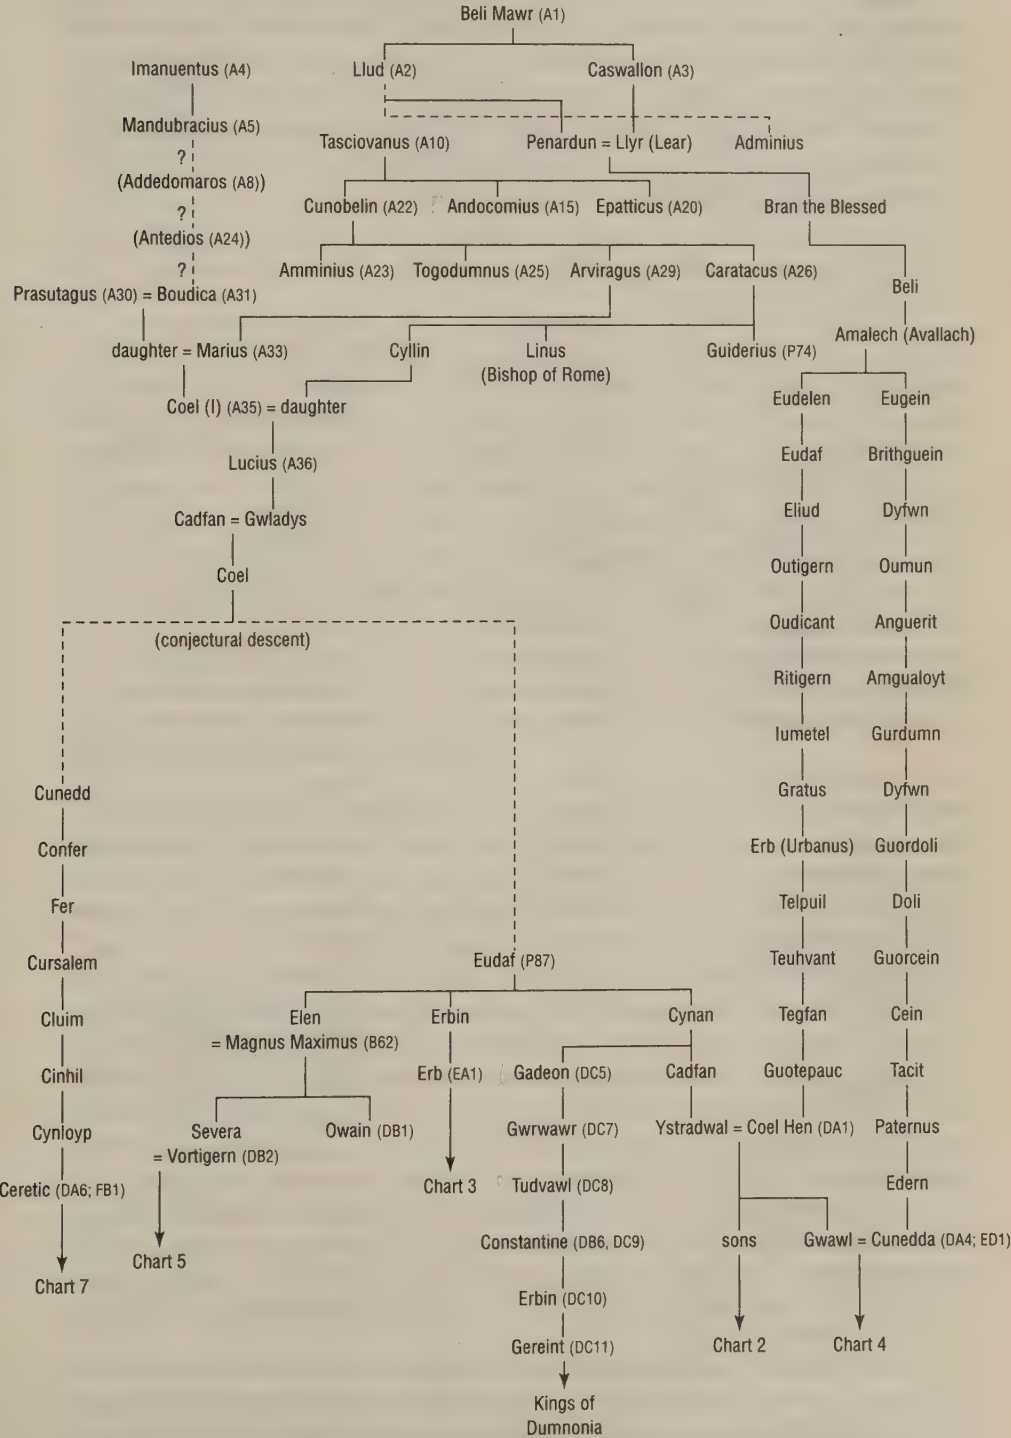 Beli Mawr (A1)
Imanuentus (A4) Llud (A2) Caswallon (A3)
Mandubracius (A5)
Tasciovanus (A10) Penardun = Llyr (Lear) Adminius
?
(Addedomaros (A8))
Cunobelin (A22) Andocomius (A15) Epatticus (A20) Bran the Blessed
?
(Antedios (A24))
?
Amminius (A23) Togodumnus (A25) Arviragus (A29) Caratacus (A26)
Beli
Prasutagus (A30) = Boudica (A31)
Amalech (Avallach)
daughter = Marius (A33) Cyllin Linus Guiderius (P74)
(Bishop of Rome)
Eudelen Eugein
Coel (I) (A35) = daughter
Eudaf Brithguein
Lucius (A36)
Eliud Dyfwn
Cadfan = Gwladys
Outigern Oumun
Coel
Oudicant Anguerit
(conjectural descent)
Ritigern Amgualoyt
Iumetel Gurdumn
Cunedd Gratus Dyfwn
Confer Erb (Urbanus) Guordoli
Fer Telpuil Doli
Cursalem Eudaf (P87) Teuhvant Guorcein
Cluim Elen Erbin Cynan Tegfan Cein
= Magnus Maximus (B62)
Cinhil Erb (EA1) Gadeon (DC5) Cadfan Guotepauc Tacit
Cynloyp Severa Owain (DB1) Gwrwawr (DC7) Ystradwal = Coel Hen (DA1) Paternus
= Vortigern (DB2)
Ceretic (DA6; FB1) Chart 3 Tudvawl (DC8) Edern
Constantine (DB6, DC9) sons Gwawl = Cunedda (DA4; ED1)
Chart 5
Chart 7
Erbin (DC10)
Gereint (DC11) Chart 2 Chart 4
Kings of
Dumnonia